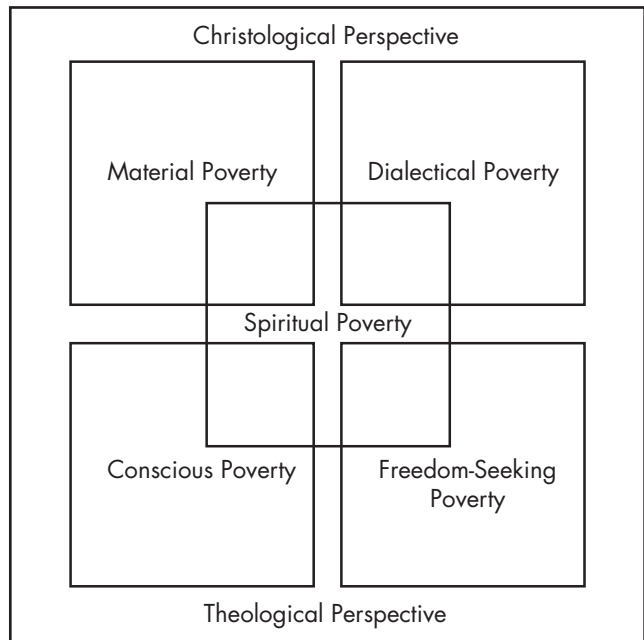 Christological Perspective
Material Poverty
Dialectical Poverty
Spiritual Poverty
Conscious Poverty
Freedom-Seeking
Poverty
Theological Perspective